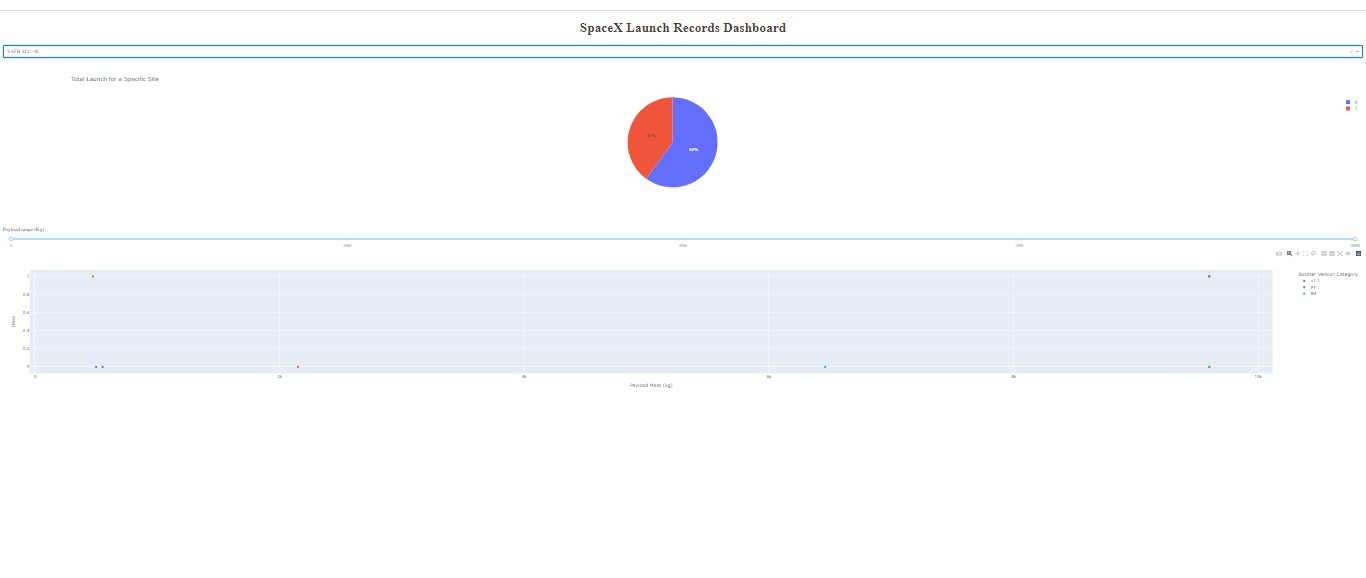 SpaceX Launch Records Dashboard
VAFB SLC-4E
Total Launch for a Specific Site
0
1
40%
60%
Payload range (Kg):
0 2500 5000 7500 10000
Booster Version Category
v1.1
FT
B4
1
0.8
0.6
0.4
0.2
0
class
0 2k 4k 6k 8k 10k
Payload Mass (kg)